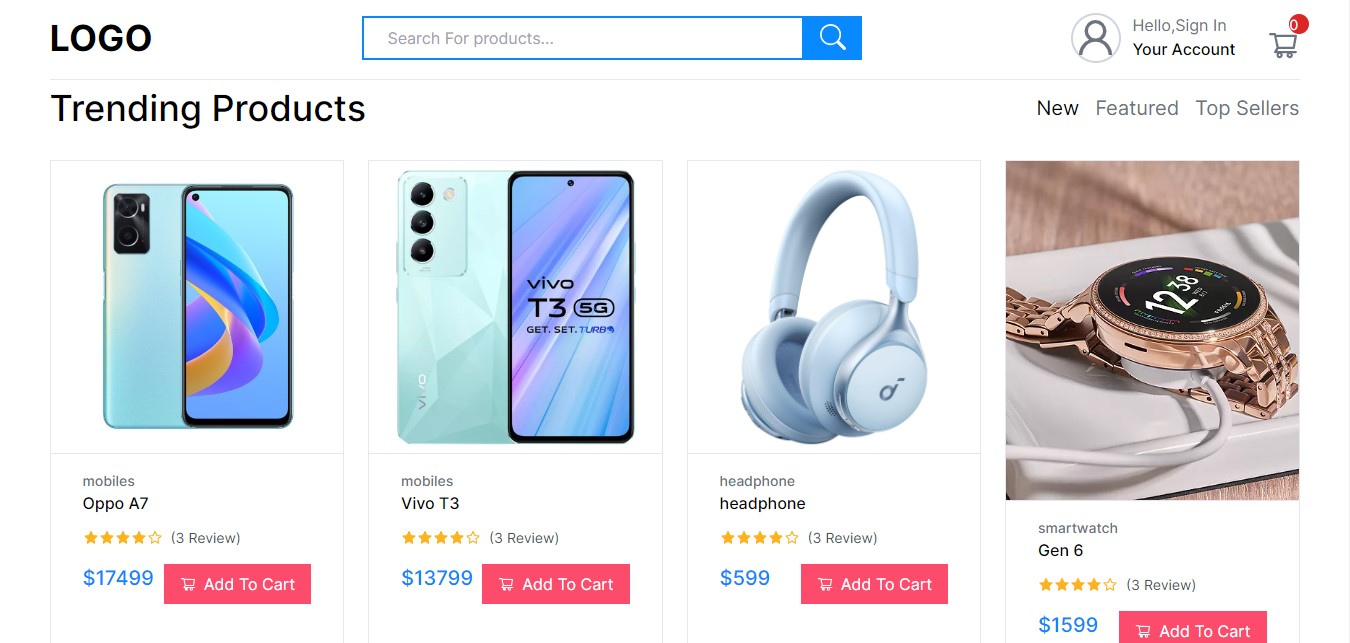 LOGO
Search For products...
Hello,Sign In
Your Account
0
Trending Products
New Featured Top Sellers
vivo
T3 5G
GET. SET. TURBO
vivo
12:38
mobiles
Oppo A7
(3 Review)
$17499
Add To Cart
mobiles
Vivo T3
(3 Review)
$13799
Add To Cart
headphone
headphone
(3 Review)
$599
Add To Cart
smartwatch
Gen 6
(3 Review)
$1599
Add To Cart